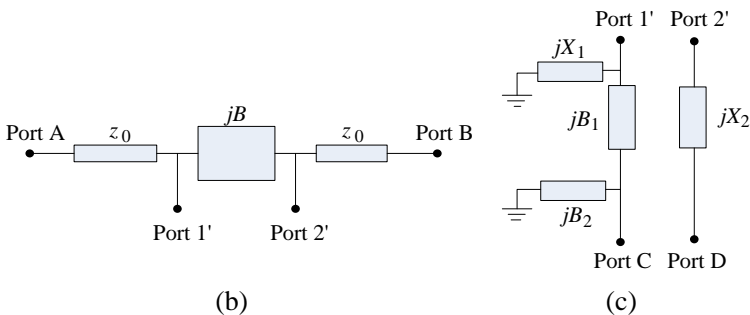 Port A
z0
jB
z0
Port B
Port 1'
Port 2'
(b)
Port 1'
Port 2'
jX1
jB1
jX2
jB2
Port C
Port D
(c)